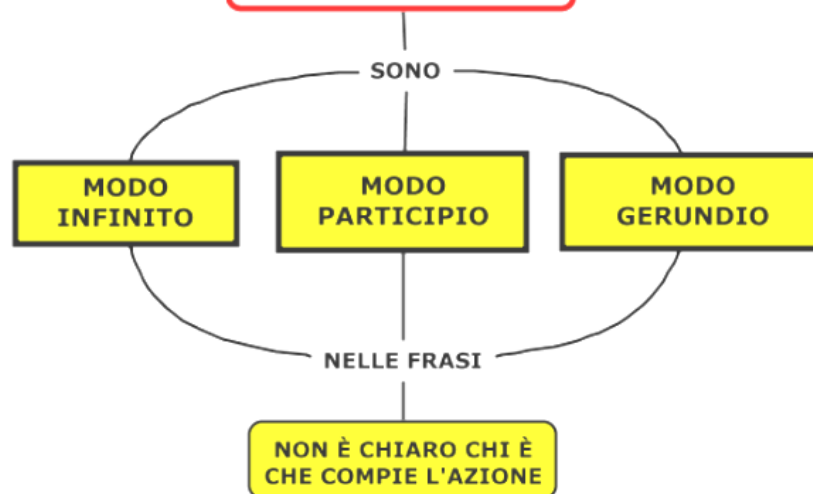 SONO
MODO
INFINITO
MODO
PARTICIPIO
MODO
GERUNDIO
NELLE FRASI
NON È CHIARO CHI È
CHE COMPIE L'AZIONE